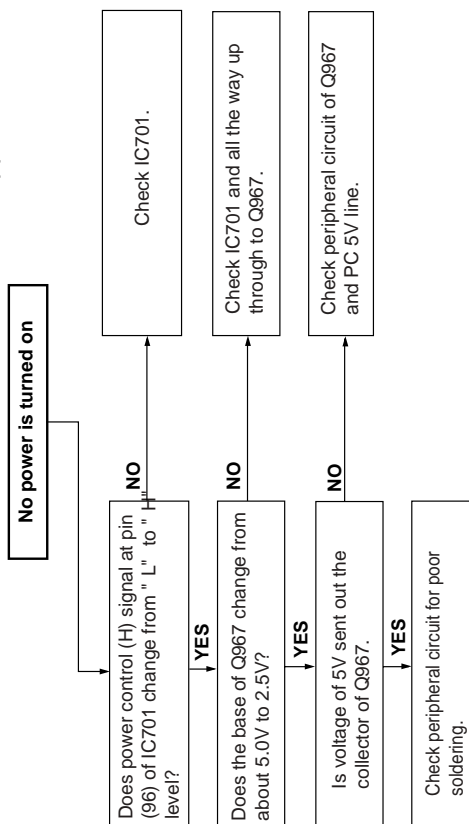 No power is turned on
Does power control (H) signal at pin
(96) of IC701 change from " L" to " H"
level?
NO
Check IC701.
YES
Does the base of Q967 change from
about 5.0V to 2.5V?
NO
Check IC701 and all the way up
through to Q967.
YES
Is voltage of 5V sent out the
collector of Q967.
NO
Check peripheral circuit of Q967
and PC 5V line.
YES
Check peripheral circuit for poor
soldering.